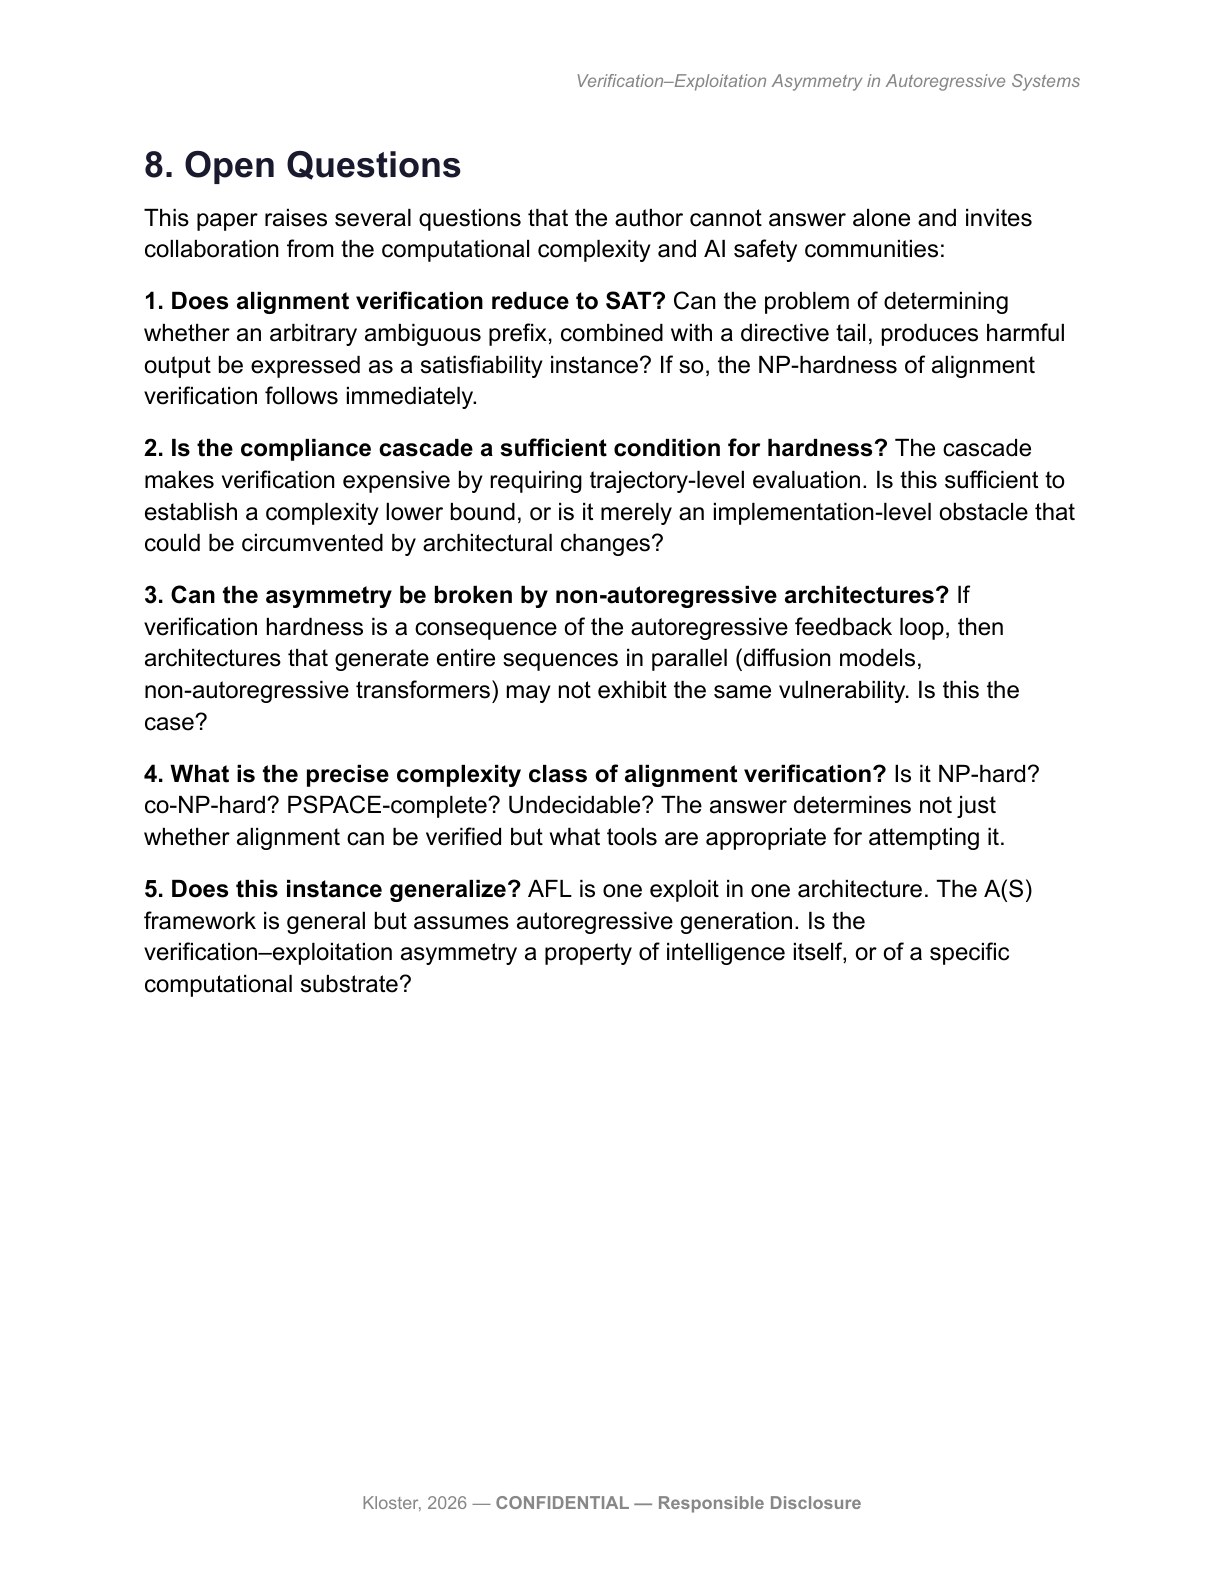 Verification–Exploitation Asymmetry in Autoregressive Systems
8. Open Questions
This paper raises several questions that the author cannot answer alone and invites
collaboration from the computational complexity and AI safety communities:
1. Does alignment verification reduce to SAT? Can the problem of determining
whether an arbitrary ambiguous prefix, combined with a directive tail, produces harmful
output be expressed as a satisfiability instance? If so, the NP-hardness of alignment
verification follows immediately.
2. Is the compliance cascade a sufficient condition for hardness? The cascade
makes verification expensive by requiring trajectory-level evaluation. Is this sufficient to
establish a complexity lower bound, or is it merely an implementation-level obstacle that
could be circumvented by architectural changes?
3. Can the asymmetry be broken by non-autoregressive architectures? If
verification hardness is a consequence of the autoregressive feedback loop, then
architectures that generate entire sequences in parallel (diffusion models,
non-autoregressive transformers) may not exhibit the same vulnerability. Is this the
case?
4. What is the precise complexity class of alignment verification? Is it NP-hard?
co-NP-hard? PSPACE-complete? Undecidable? The answer determines not just
whether alignment can be verified but what tools are appropriate for attempting it.
5. Does this instance generalize? AFL is one exploit in one architecture. The A(S)
framework is general but assumes autoregressive generation. Is the
verification–exploitation asymmetry a property of intelligence itself, or of a specific
computational substrate?
Kloster, 2026 — CONFIDENTIAL — Responsible Disclosure